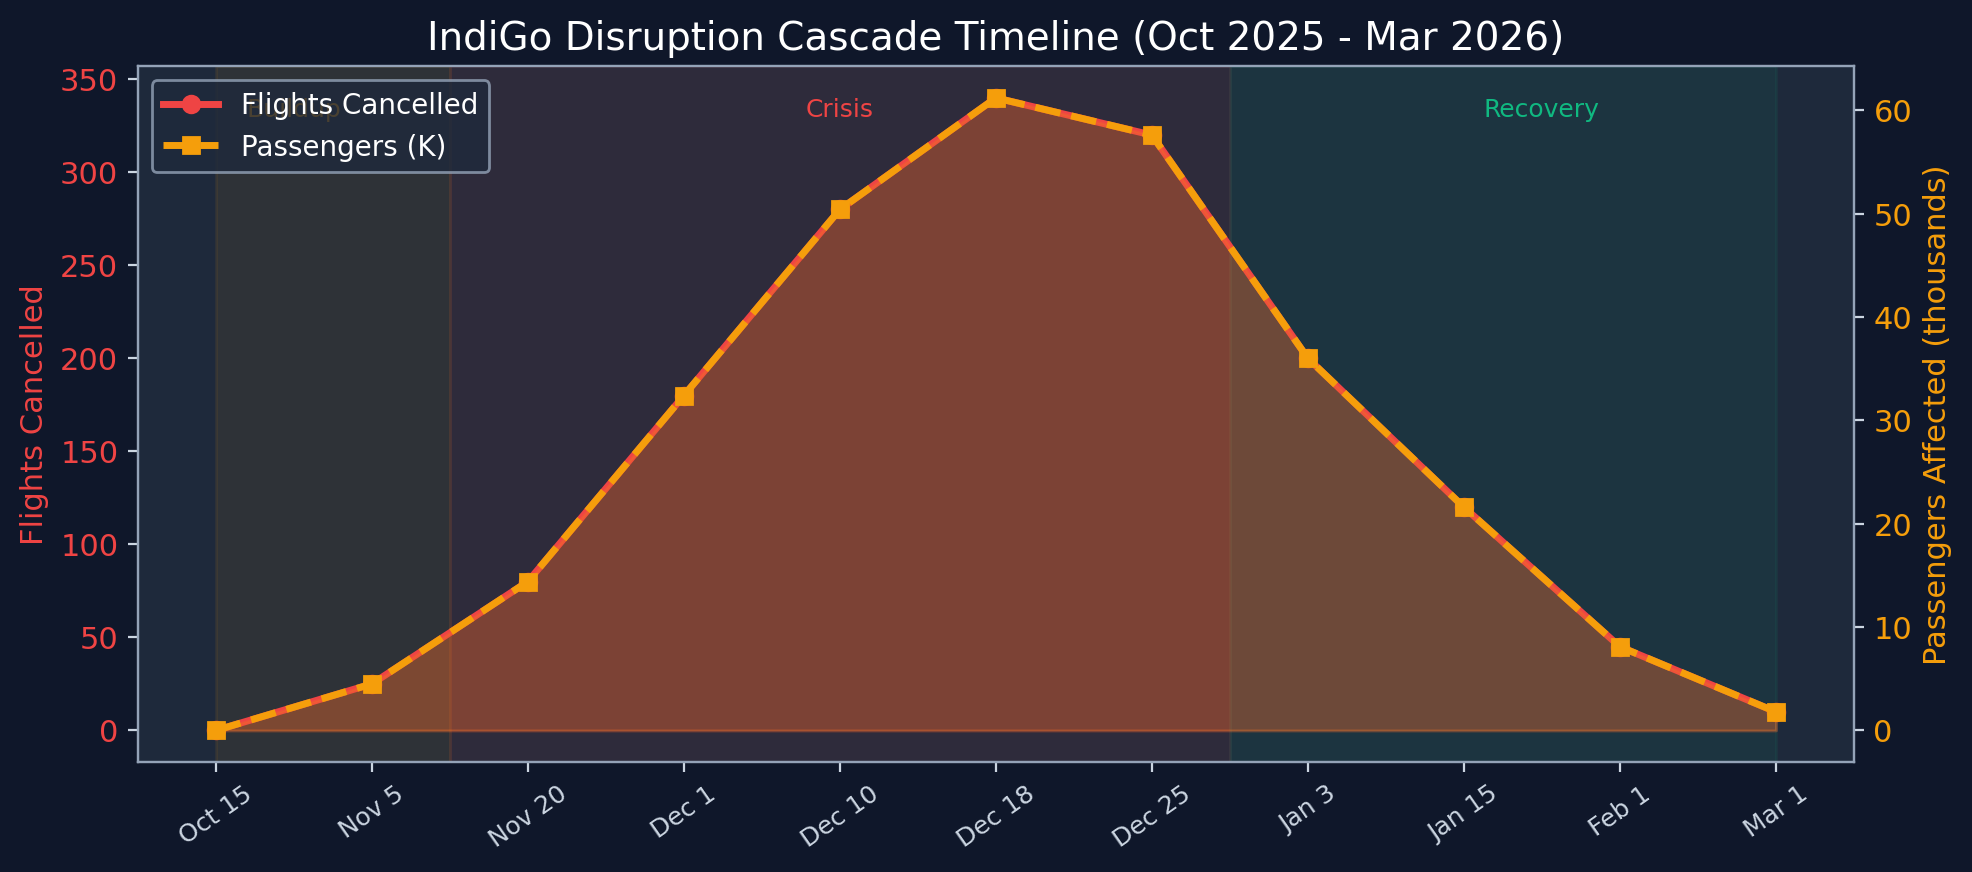 IndiGo Disruption Cascade Timeline (Oct 2025 - Mar 2026)
Flights Cancelled
Passengers (K)
Crisis
Recovery
Flights Cancelled
350
300
250
200
150
100
50
0
60
50
40
30
20
10
0
Passengers Affected (thousands)
Oct 15
Nov 5
Nov 20
Dec 1
Dec 10
Dec 18
Dec 25
Jan 3
Jan 15
Feb 1
Mar 1